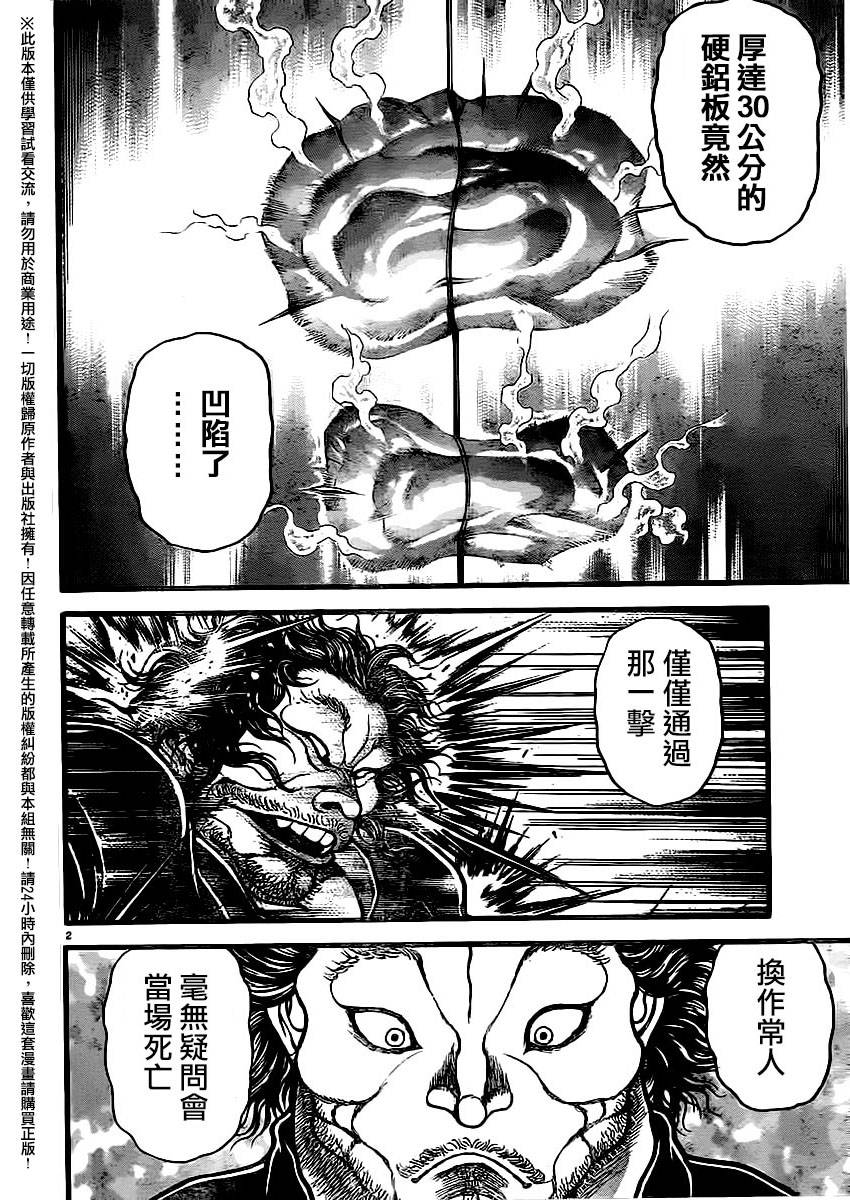 厚達30公分的
硬鋁板竟然
凹陷了
………
僅僅通過
那一擊
2
換作常人
毫無疑問會
當場死亡
※此版本僅供學習試看交流，請勿用於商業用途！一切版權歸原作者與出版社擁有！因任意轉載所產生的版權糾紛都與本組無關！請24小時內刪除，喜歡這套漫畫請購買正版！